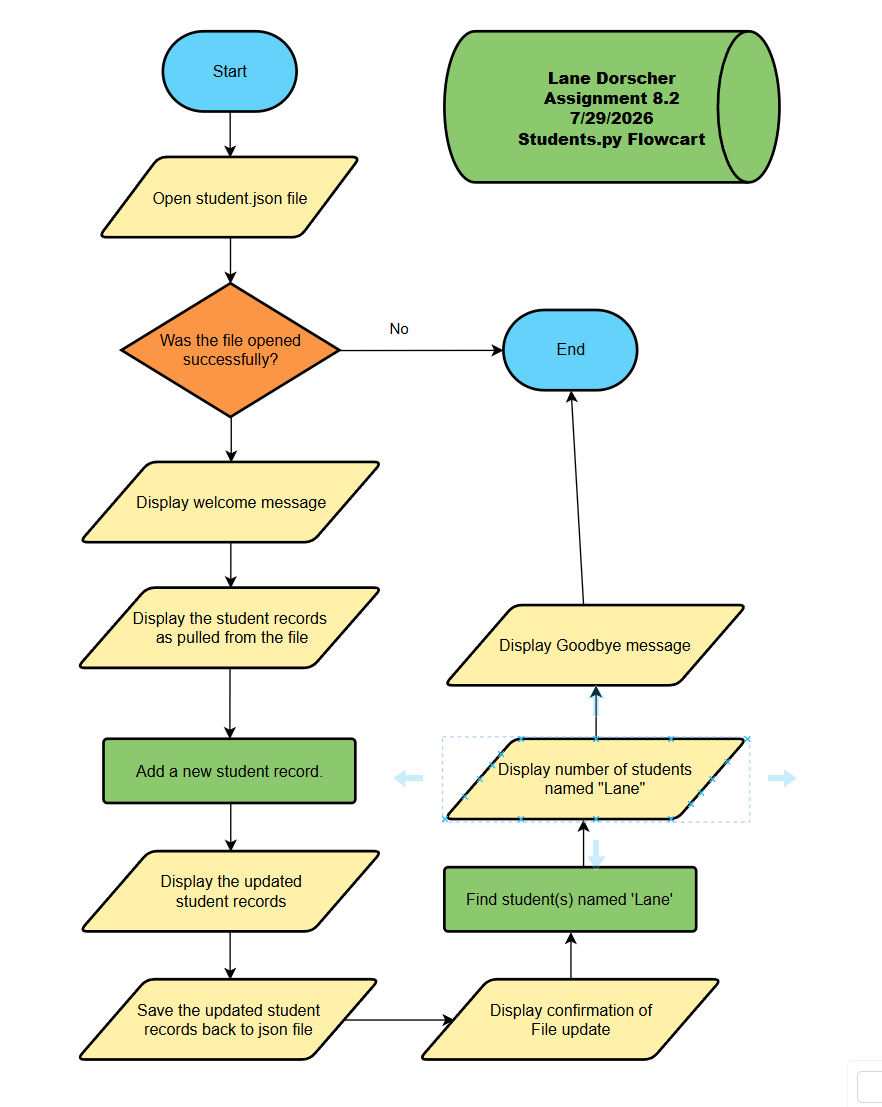 Start
Lane Dorscher
Assignment 8.2
7/29/2026
Students.py Flowcart
Open student.json file
Was the file opened
successfully?
No
End
Display welcome message
Display the student records
as pulled from the file
Display Goodbye message
Add a new student record.
Display number of students
named "Lane"
Display the updated
student records
Find student(s) named 'Lane'
Save the updated student
records back to json file
Display confirmation of
File update